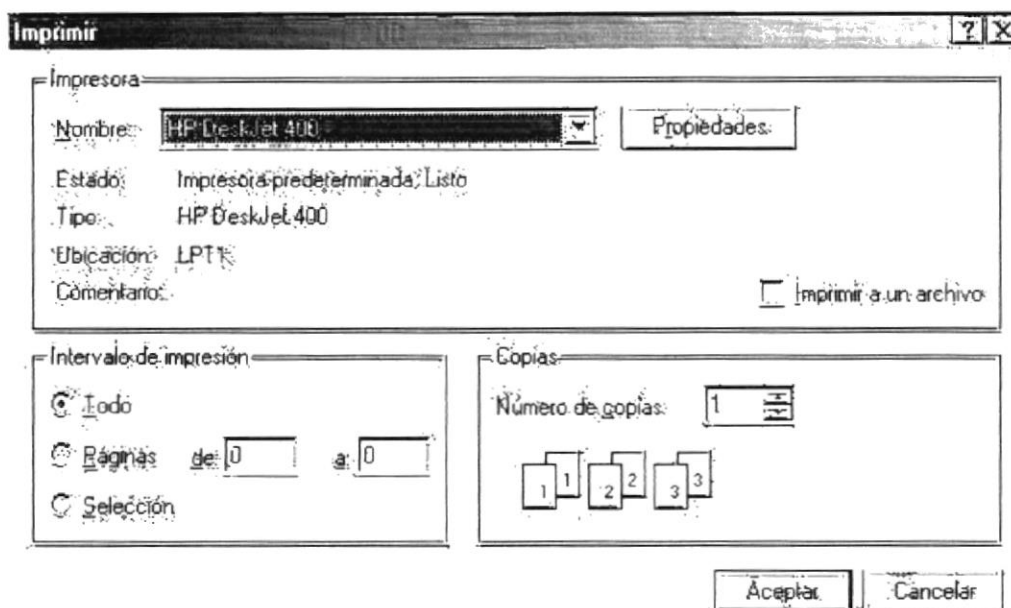 Imprimir ? X
Impresora
Nombre: HP DeskJet 400 Propiedades
Estado: Impresora predeterminada; Listo
Tipo: HP DeskJet 400
Ubicación: LPT1:
Comentario: Imprimir a un archivo
Intervalo de impresión
Todo
Páginas de: 0 a: 0
Selección
Copias
Número de copias: 1
1 1 2 2 3 3
Aceptar Cancelar